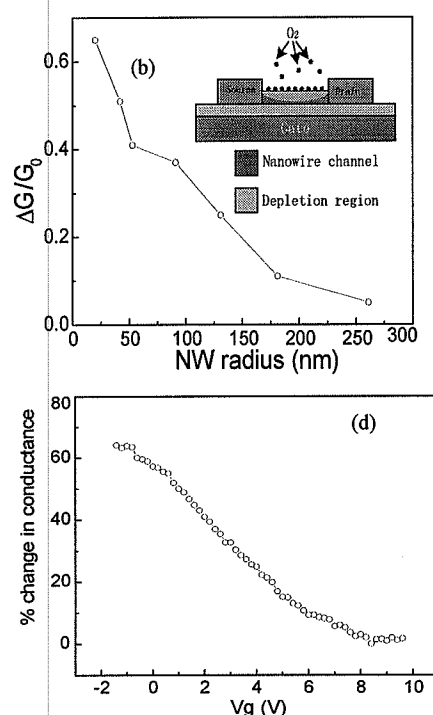 0.6
0.4
0.2
0.0
ΔG/G₀
(b)
O₂
Source
Drain
Gate
Nanowire channel
Depletion region
0 50 100 150 200 250 300
NW radius (nm)
80
60
40
20
0
% change in conductance
(d)
-2 0 2 4 6 8 10
Vg (V)